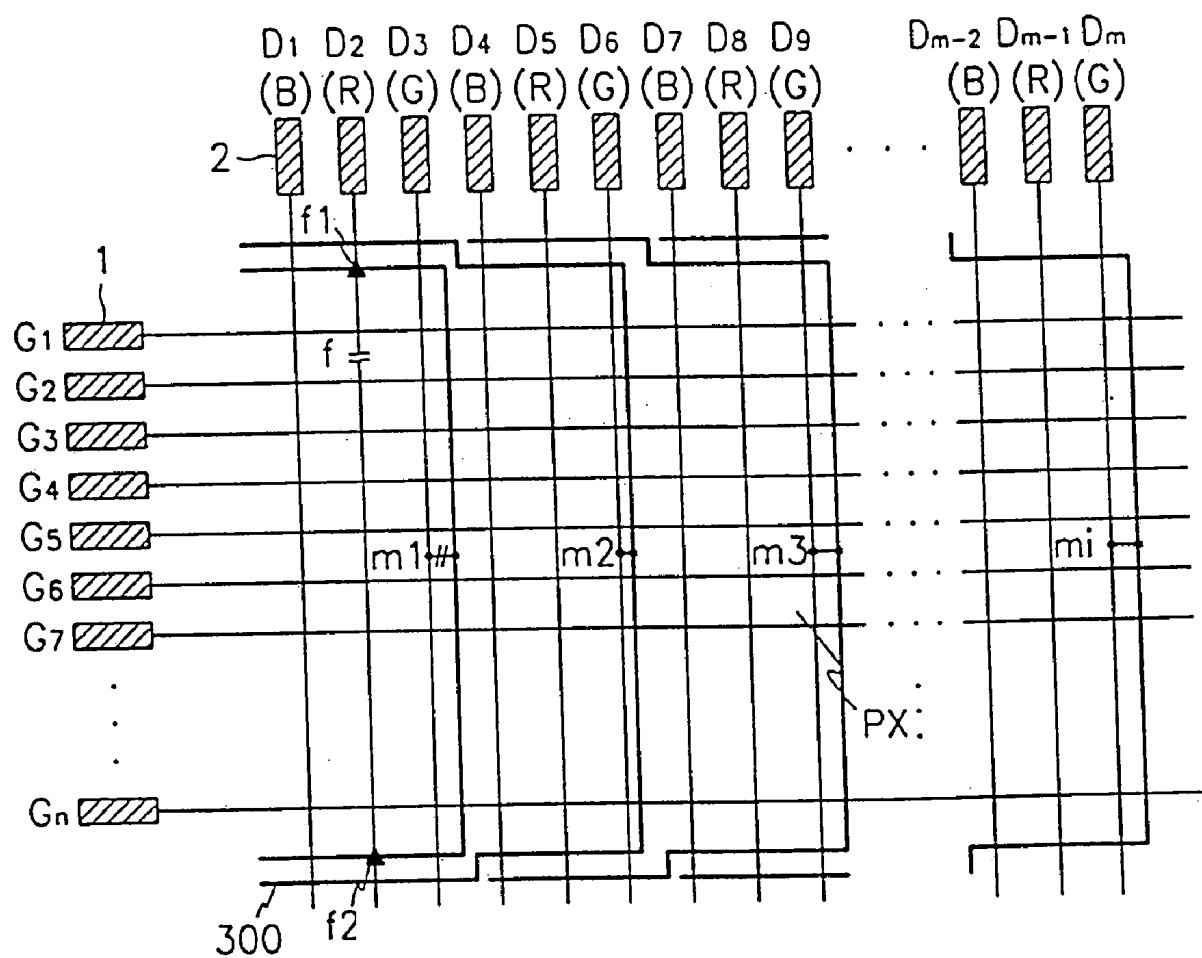 D1 D2 D3 D4 D5 D6 D7 D8 D9 Dm-2 Dm-1 Dm
(B) (R) (G) (B) (R) (G) (B) (R) (G) (B) (R) (G)
2
. . .
f1
1
G1
. . .
f
G2
. . .
G3
. . .
G4
. . .
G5
. . .
m1 m2 m3 mi
G6
. . .
G7
. . .
PX
Gn
300
f2